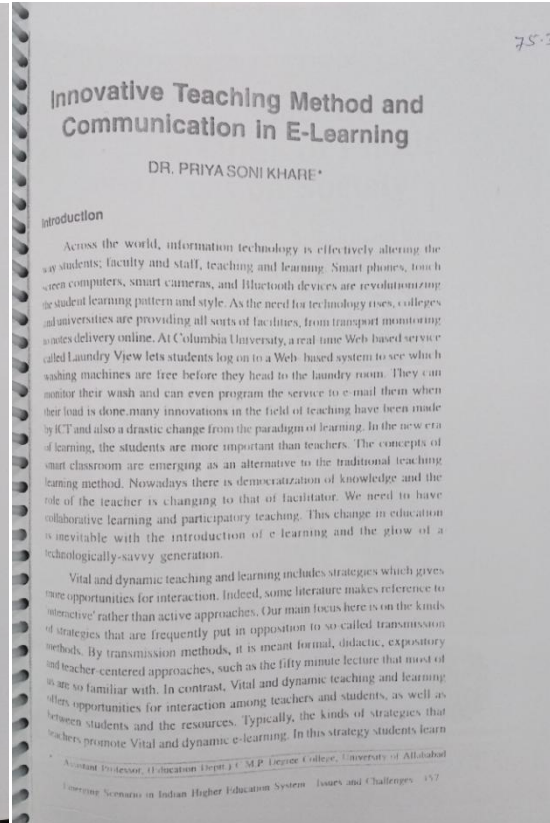 75.
Innovative Teaching Method and
Communication in E-Learning
DR. PRIYA SONI KHARE*
Introduction
Across the world, information technology is effectively altering the
way students; faculty and staff, teaching and learning. Smart phones, touch
screen computers, smart cameras, and Bluetooth devices are revolutionizing
the student learning pattern and style. As the need for technology rises, colleges
and universities are providing all sorts of facilities, from transport monitoring
to notes delivery online. At Columbia University, a real time Web based service
called Laundry View lets students log on to a Web- based system to see which
washing machines are free before they head to the laundry room. They can
monitor their wash and can even program the service to e-mail them when
their load is done.many innovations in the field of teaching have been made
by ICT and also a drastic change from the paradigm of learning. In the new era
of learning, the students are more important than teachers. The concepts of
smart classroom are emerging as an alternative to the traditional teaching
learning method. Nowadays there is democratization of knowledge and the
role of the teacher is changing to that of facilitator. We need to have
collaborative learning and participatory teaching. This change in education
is inevitable with the introduction of e learning and the glow of a
technologically-savvy generation.
Vital and dynamic teaching and learning includes strategies which gives
more opportunities for interaction. Indeed, some literature makes reference to
interactive' rather than active approaches. Our main focus here is on the kinds
of strategies that are frequently put in opposition to so-called transmission
methods. By transmission methods, it is meant formal, didactic, expository
and teacher-centered approaches, such as the fifty minute lecture that most of
us are so familiar with. In contrast, Vital and dynamic teaching and learning
offers opportunities for interaction among teachers and students, as well as
between students and the resources. Typically, the kinds of strategies that
teachers promote Vital and dynamic e-learning. In this strategy students learn
* Assistant Professor, (Education Deptt.) C.M.P. Degree College, University of Allahabad
Emerging Scenario in Indian Higher Education System Issues and Challenges 157